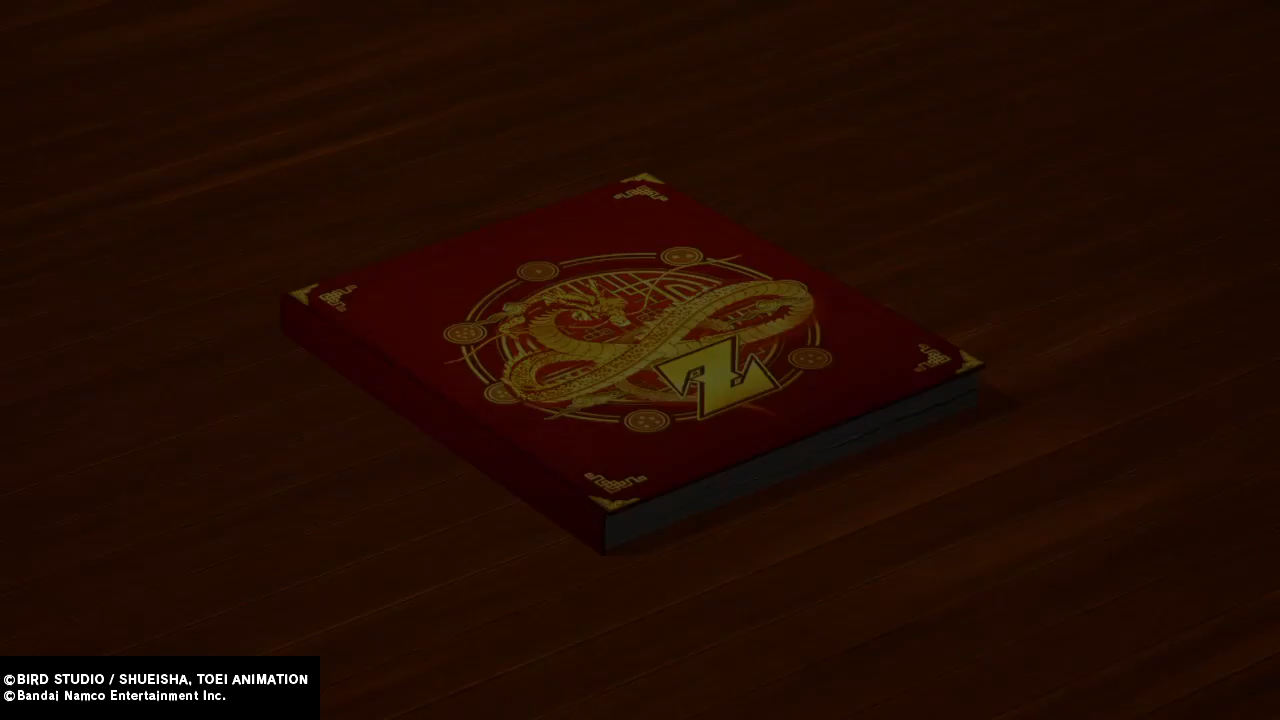 Z
©BIRD STUDIO / SHUEISHA, TOEI ANIMATION
©Bandai Namco Entertainment Inc.